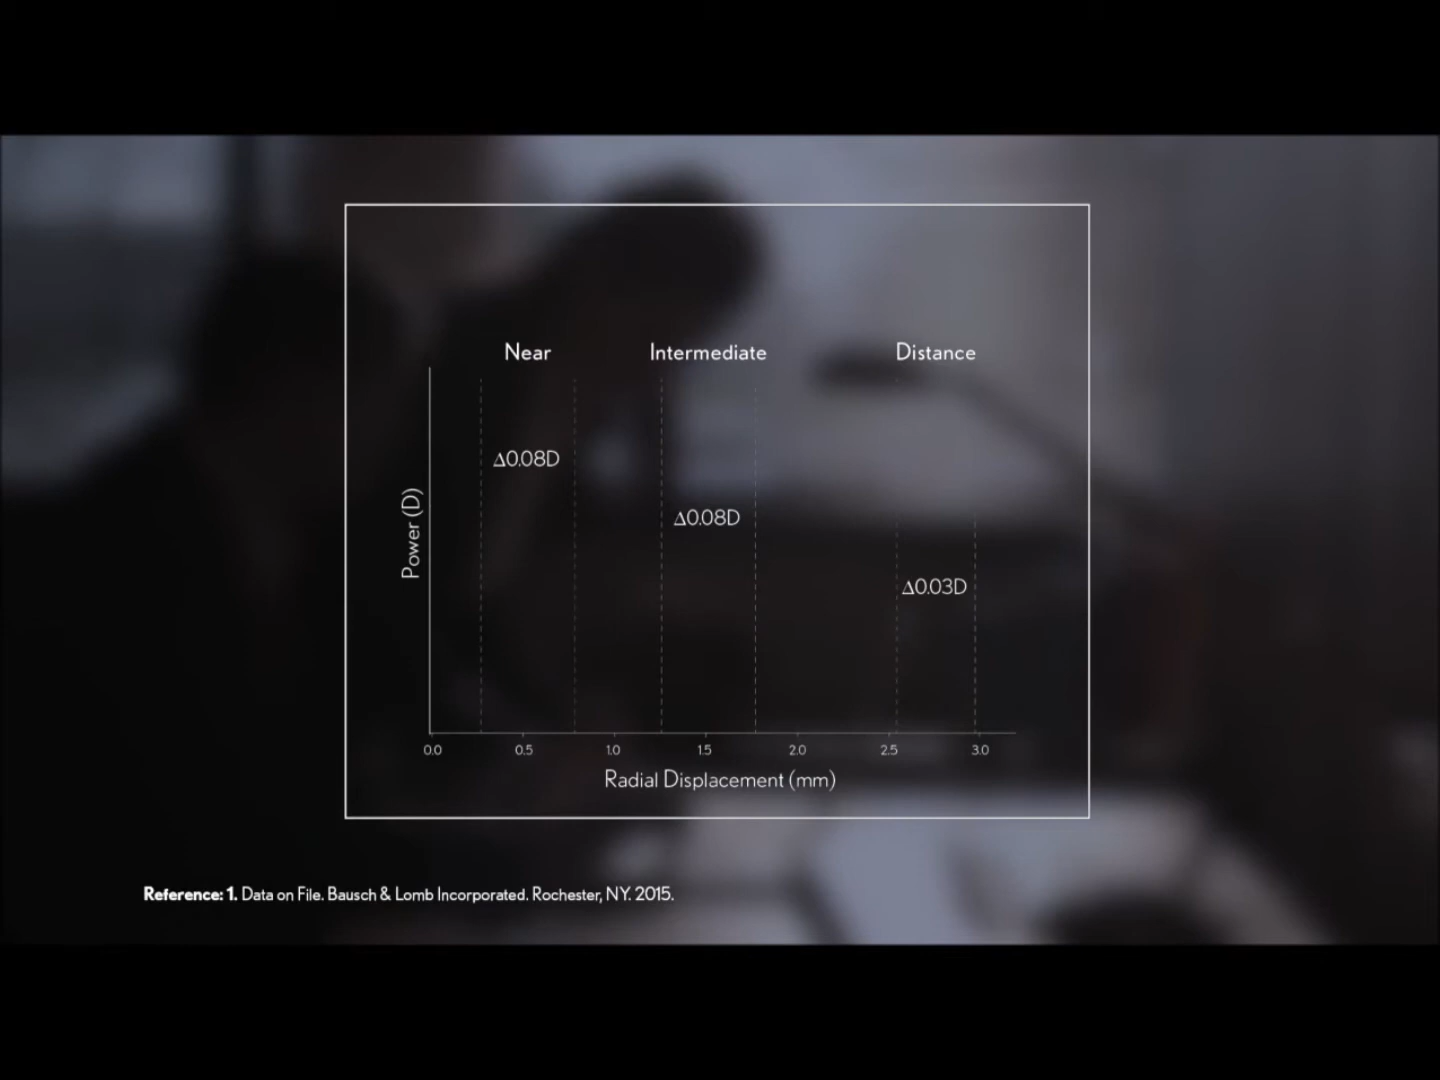 Near Intermediate Distance
Δ0.08D
Δ0.08D
Δ0.03D
Power (D)
0.0 0.5 1.0 1.5 2.0 2.5 3.0
Radial Displacement (mm)
Reference: 1. Data on File. Bausch & Lomb Incorporated. Rochester, NY. 2015.